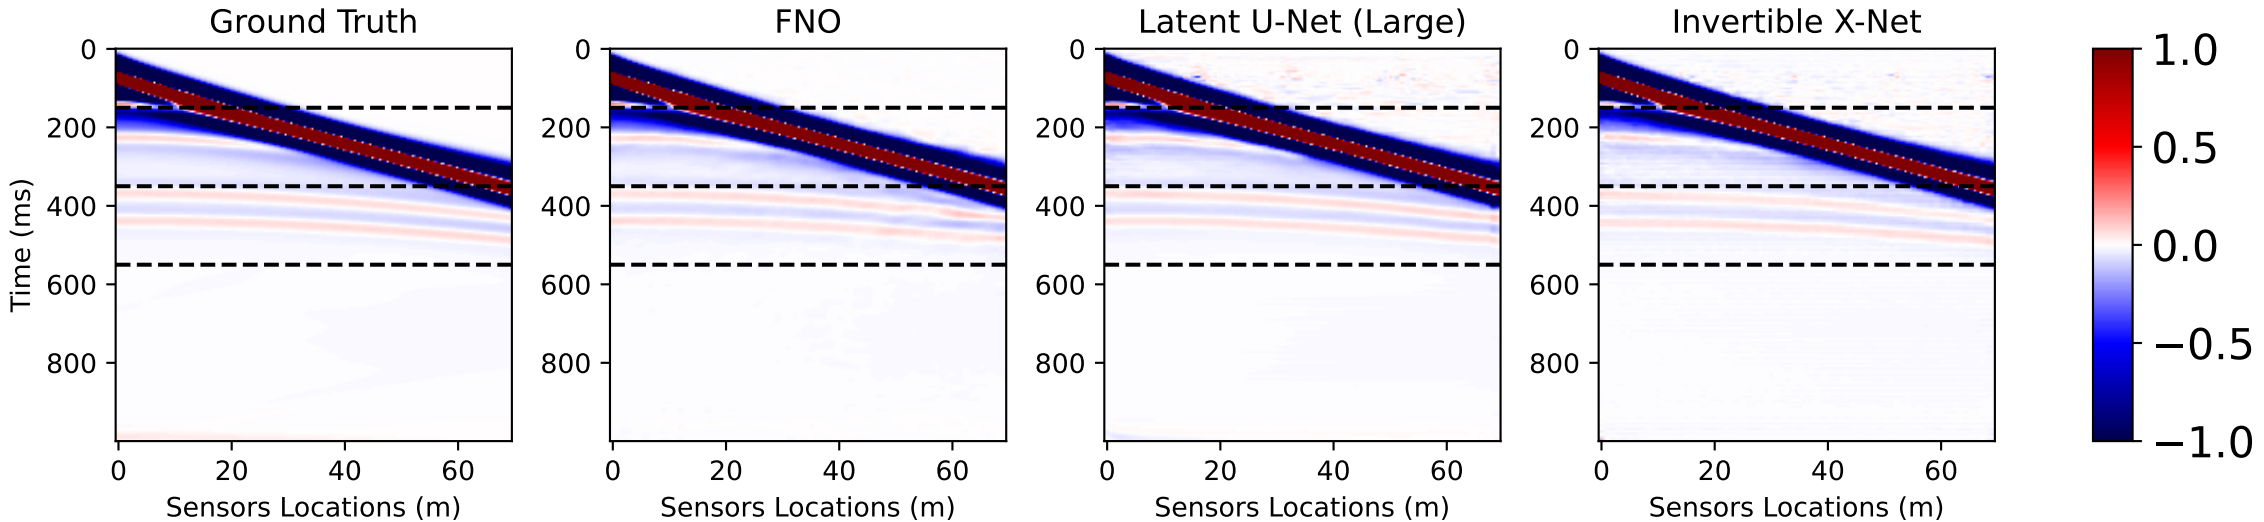 Ground Truth
FNO
Latent U-Net (Large)
Invertible X-Net
Time (ms)
0
200
400
600
800
0 20 40 60
Sensors Locations (m)
0
200
400
600
800
0 20 40 60
Sensors Locations (m)
0
200
400
600
800
0 20 40 60
Sensors Locations (m)
0
200
400
600
800
0 20 40 60
Sensors Locations (m)
1.0
0.5
0.0
−0.5
−1.0